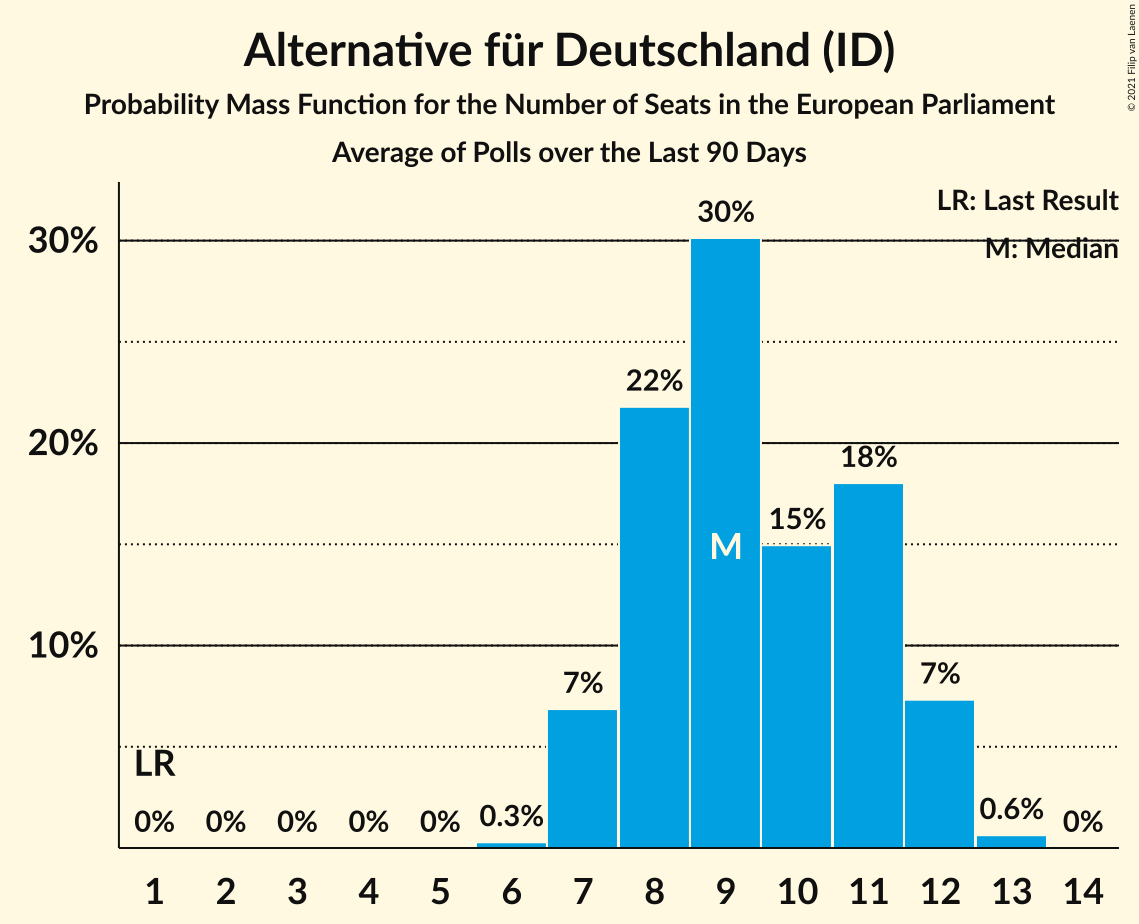 Alternative für Deutschland (ID)
Probability Mass Function for the Number of Seats in the European Parliament
Average of Polls over the Last 90 Days
© 2021 Filip van Laenen
LR: Last Result
M: Median
30%
20%
10%
30%
22%
18%
15%
M
7%
7%
LR
0% 0% 0% 0% 0% 0.3% 0.6% 0%
1 2 3 4 5 6 7 8 9 10 11 12 13 14